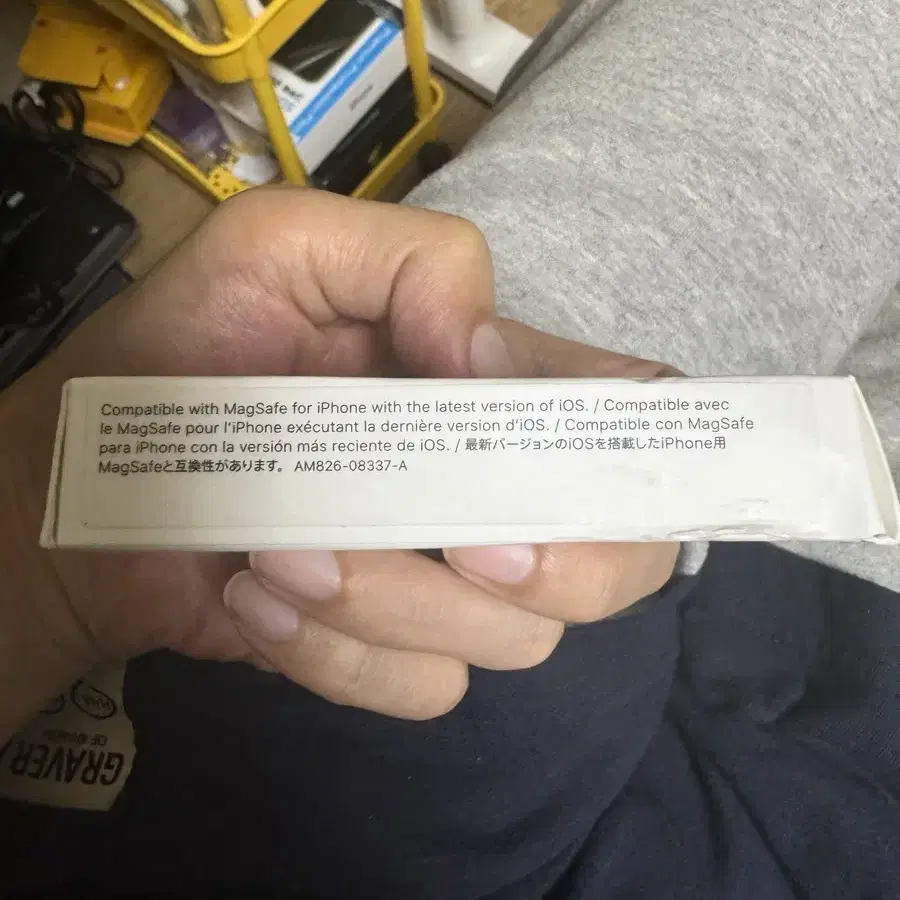 iPhone
Compatible with MagSafe for iPhone with the latest version of iOS. / Compatible avec
le MagSafe pour l'iPhone exécutant la dernière version d'iOS. / Compatible con MagSafe
para iPhone con la versión más reciente de iOS. / 最新バージョンのiOSを搭載したiPhone用
MagSafeと互換性があります。 AM826-08337-A
GRAVER